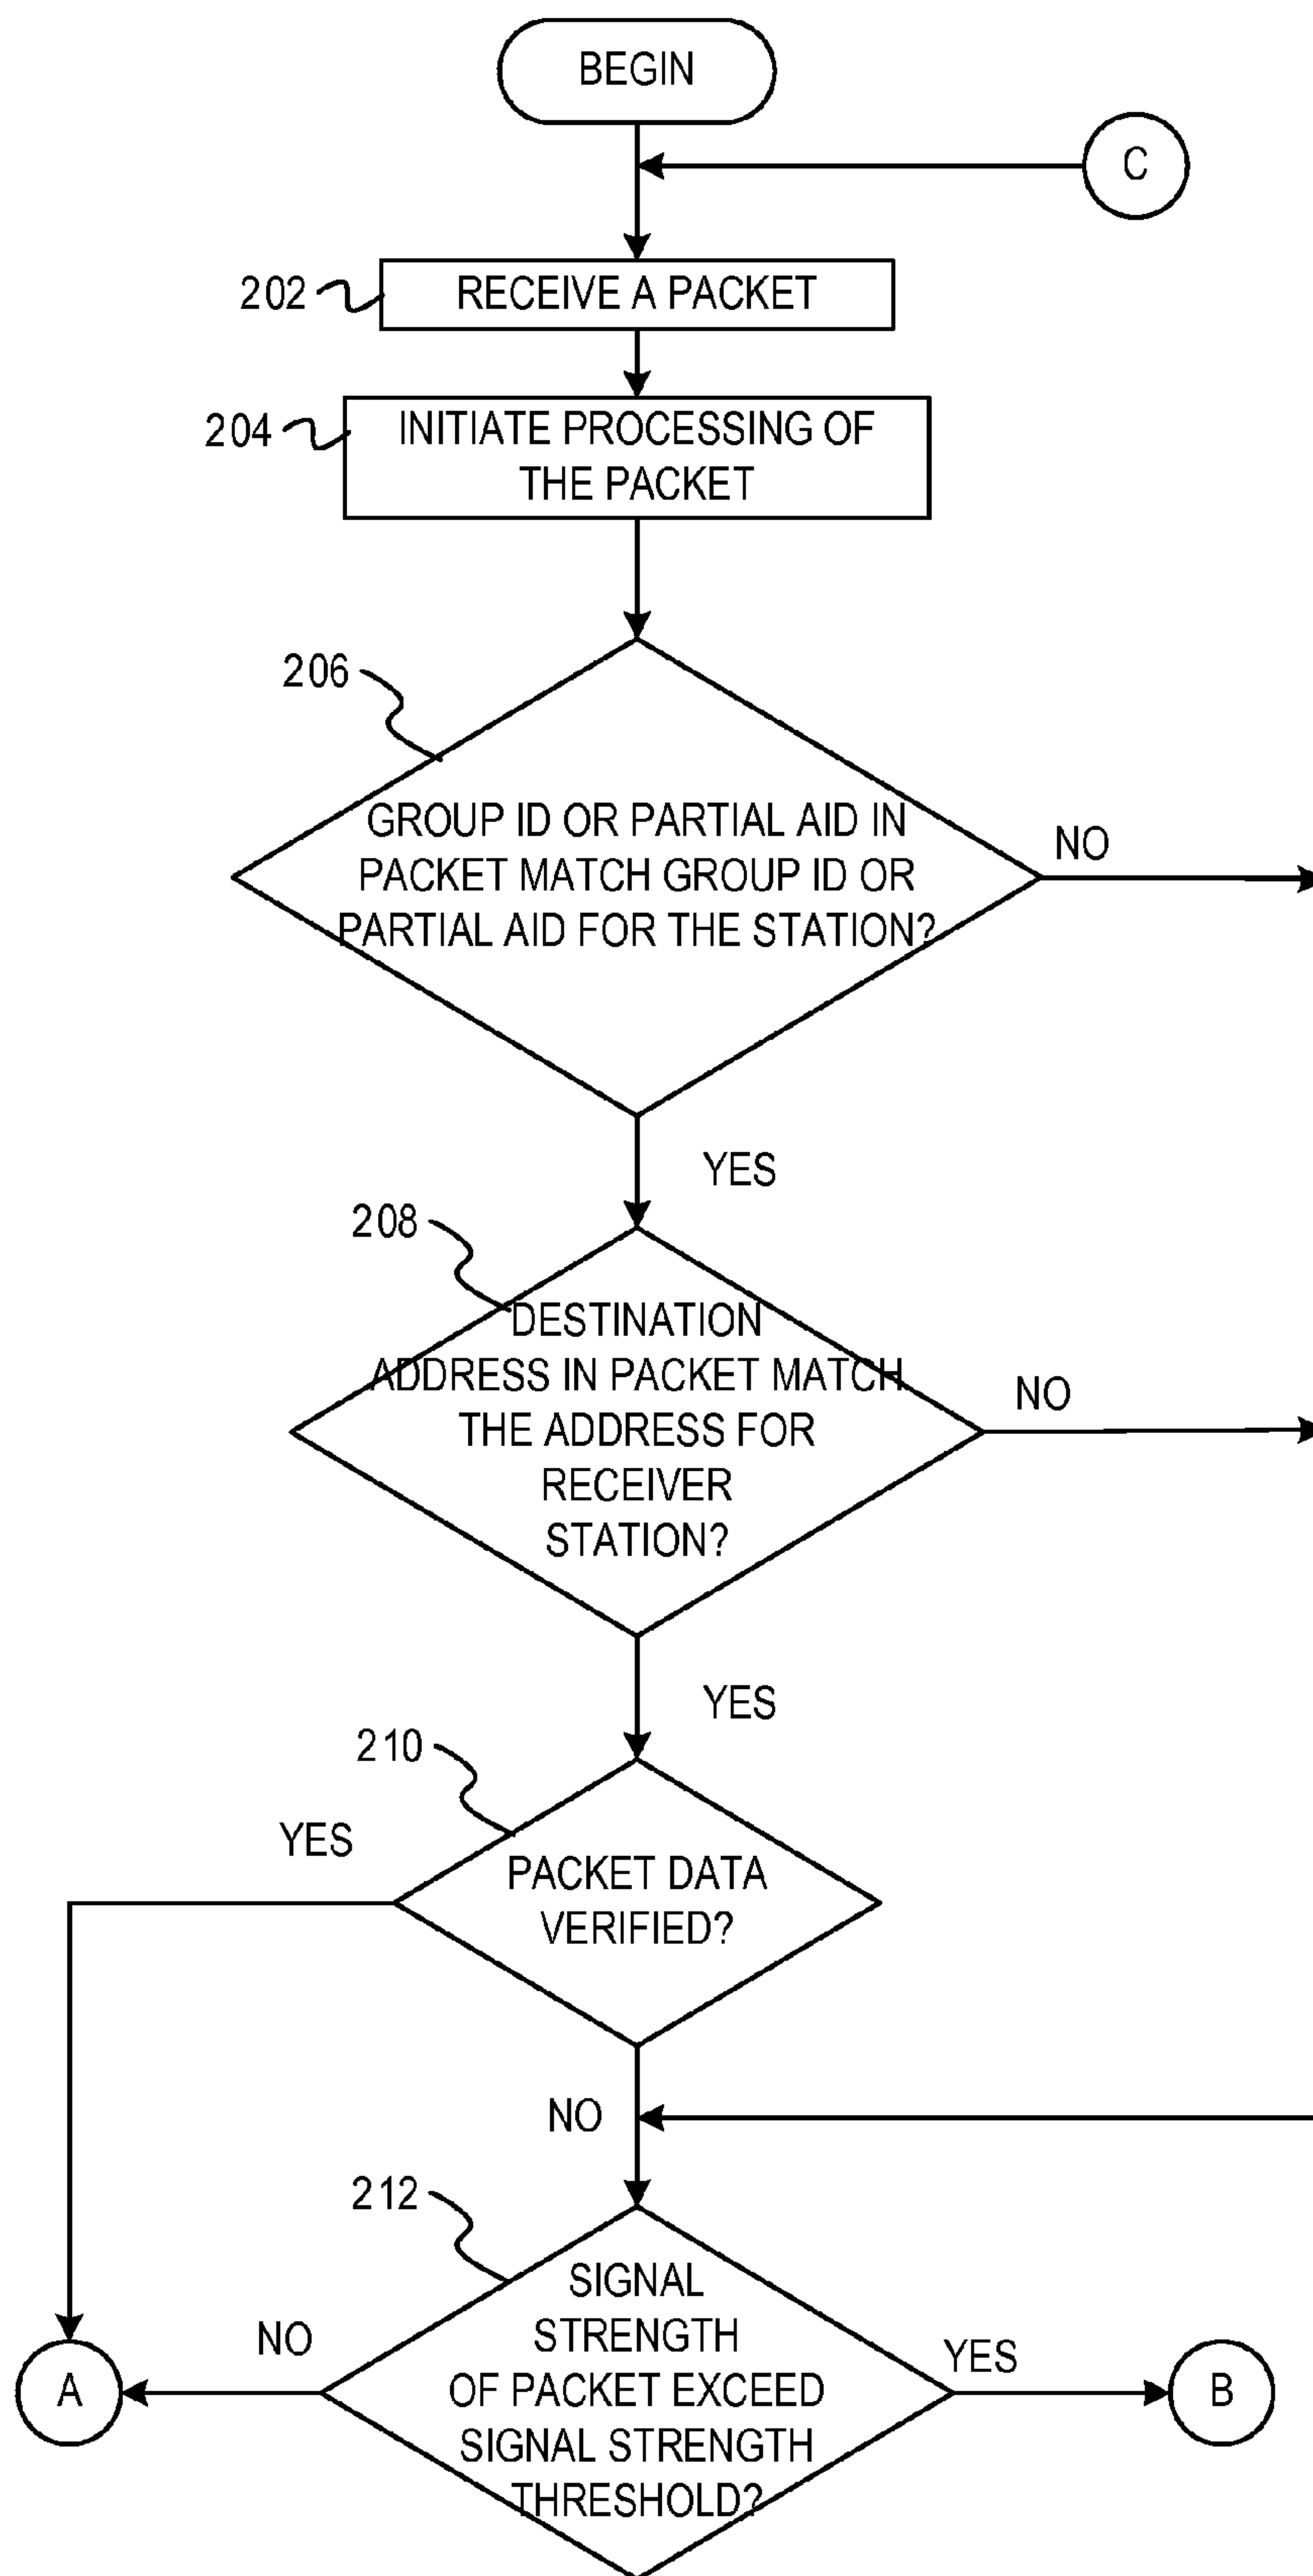 BEGIN
C
202
RECEIVE A PACKET
204
INITIATE PROCESSING OF
THE PACKET
206
GROUP ID OR PARTIAL AID IN
PACKET MATCH GROUP ID OR
PARTIAL AID FOR THE STATION?
NO
YES
208
DESTINATION
ADDRESS IN PACKET MATCH
THE ADDRESS FOR
RECEIVER
STATION?
NO
YES
210
YES
PACKET DATA
VERIFIED?
NO
212
SIGNAL
STRENGTH
OF PACKET EXCEED
SIGNAL STRENGTH
THRESHOLD?
NO
YES
A
B